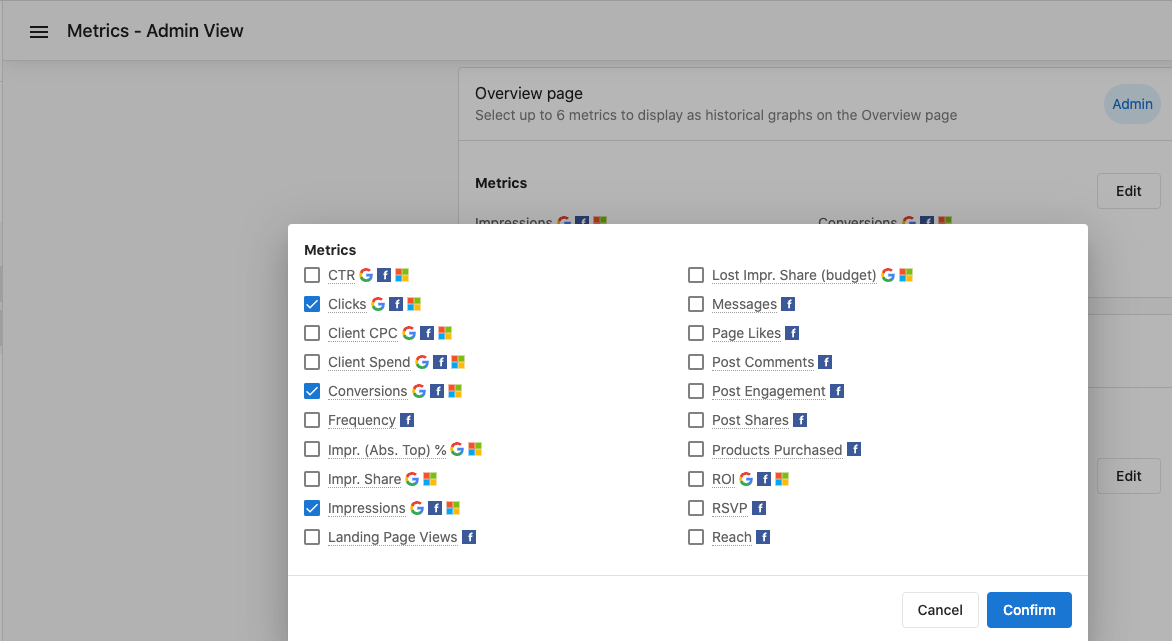 Metrics - Admin View
Overview page
Select up to 6 metrics to display as historical graphs on the Overview page
Admin
Metrics
Edit
Impressions
Conversions
Metrics
CTR
Clicks
Client CPC
Client Spend
Conversions
Frequency
Impr. (Abs. Top) %
Impr. Share
Impressions
Landing Page Views
Lost Impr. Share (budget)
Messages
Page Likes
Post Comments
Post Engagement
Post Shares
Products Purchased
ROI
RSVP
Reach
Edit
Cancel
Confirm